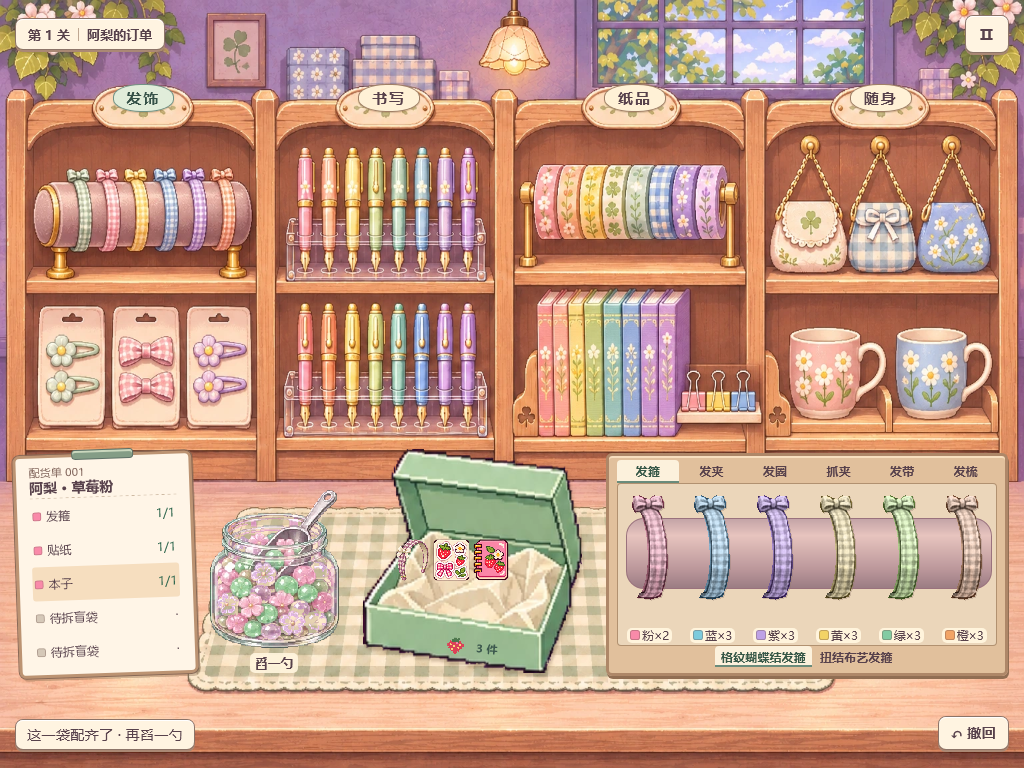 第 1 关 | 阿梨的订单
II
发饰
书写
纸品
随身
配货单 001
阿梨 • 草莓粉
发箍 1/1
贴纸 1/1
本子 1/1
待拆盲袋 ·
待拆盲袋 ·
舀一勺
3 件
发箍 发夹 发圈 抓夹 发带 发梳
粉×2 蓝×3 紫×3 黄×3 绿×3 橙×3
格纹蝴蝶结发箍 扭结布艺发箍
这一袋配齐了 · 再舀一勺
↶ 撤回